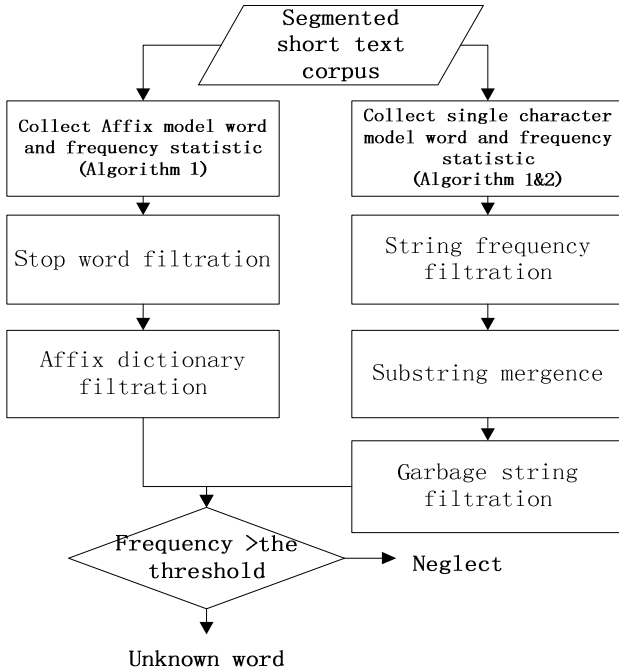 Segmented
short text
corpus
Collect Affix model word
and frequency statistic
(Algorithm 1)
Collect single character
model word and frequency
statistic
(Algorithm 1&2)
Stop word filtration
String frequency
filtration
Affix dictionary
filtration
Substring mergence
Garbage string
filtration
Frequency >the
threshold
Neglect
Unknown word